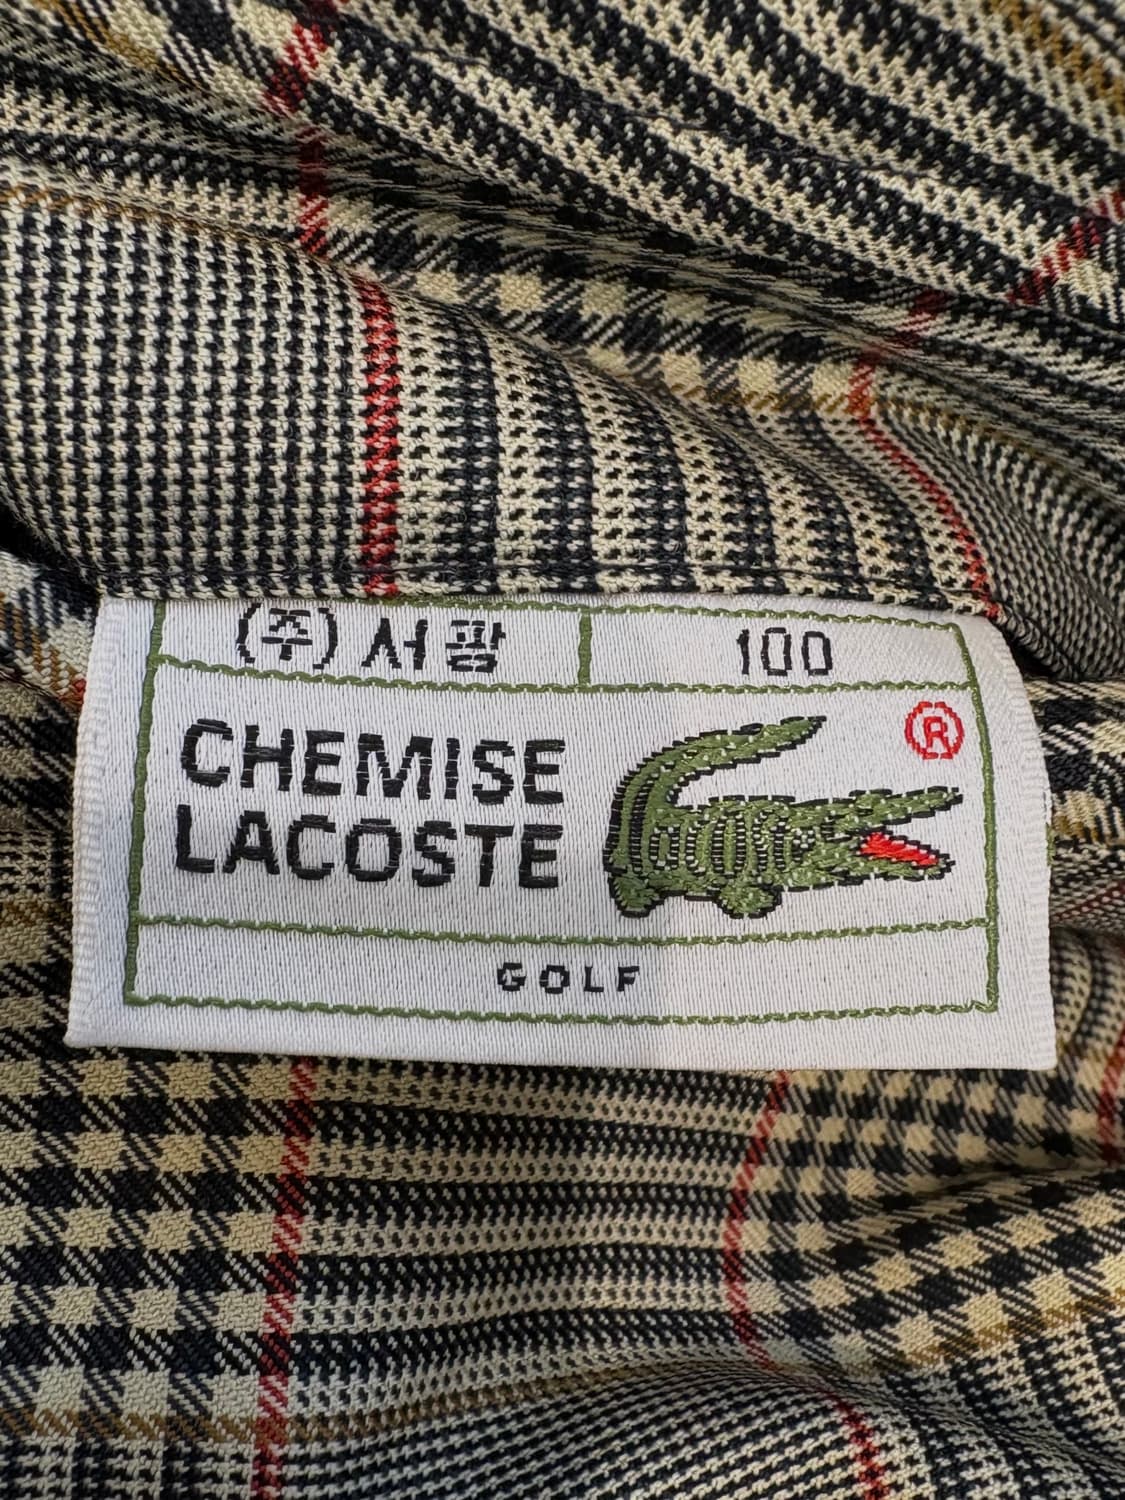 (주)서광 100
CHEMISE
LACOSTE
®
GOLF